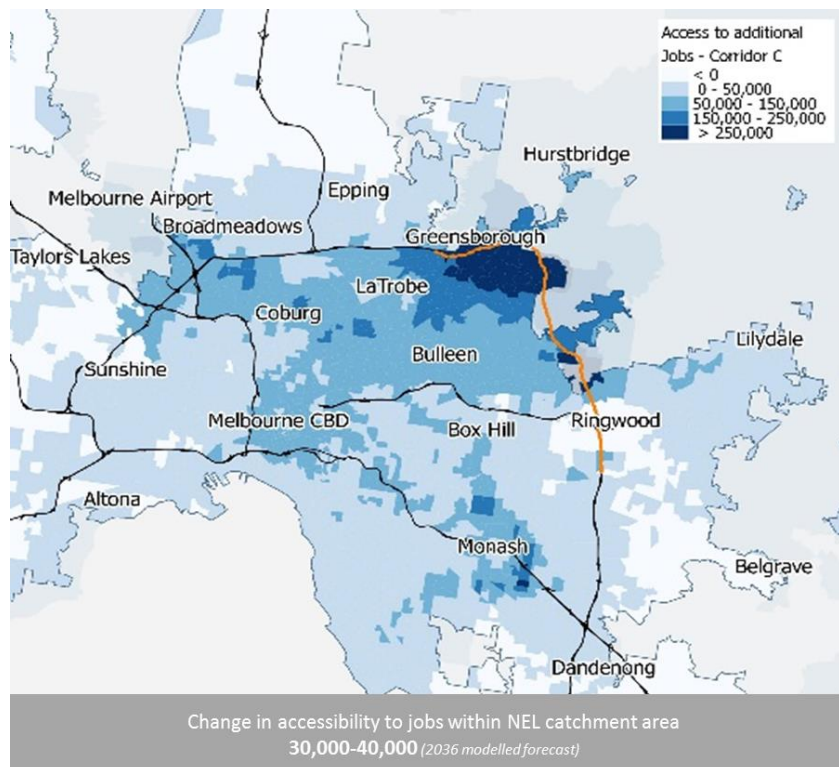 Access to additional
Jobs - Corridor C
< 0
0 - 50,000
50,000 - 150,000
150,000 - 250,000
> 250,000
Hurstbridge
Epping
Melbourne Airport
Broadmeadows
Greensborough
Taylors Lakes
LaTrobe
Coburg
Lilydale
Bulleen
Sunshine
Melbourne CBD
Box Hill
Ringwood
Altona
Monash
Belgrave
Dandenong
Change in accessibility to jobs within NEL catchment area
30,000-40,000 (2036 modelled forecast)